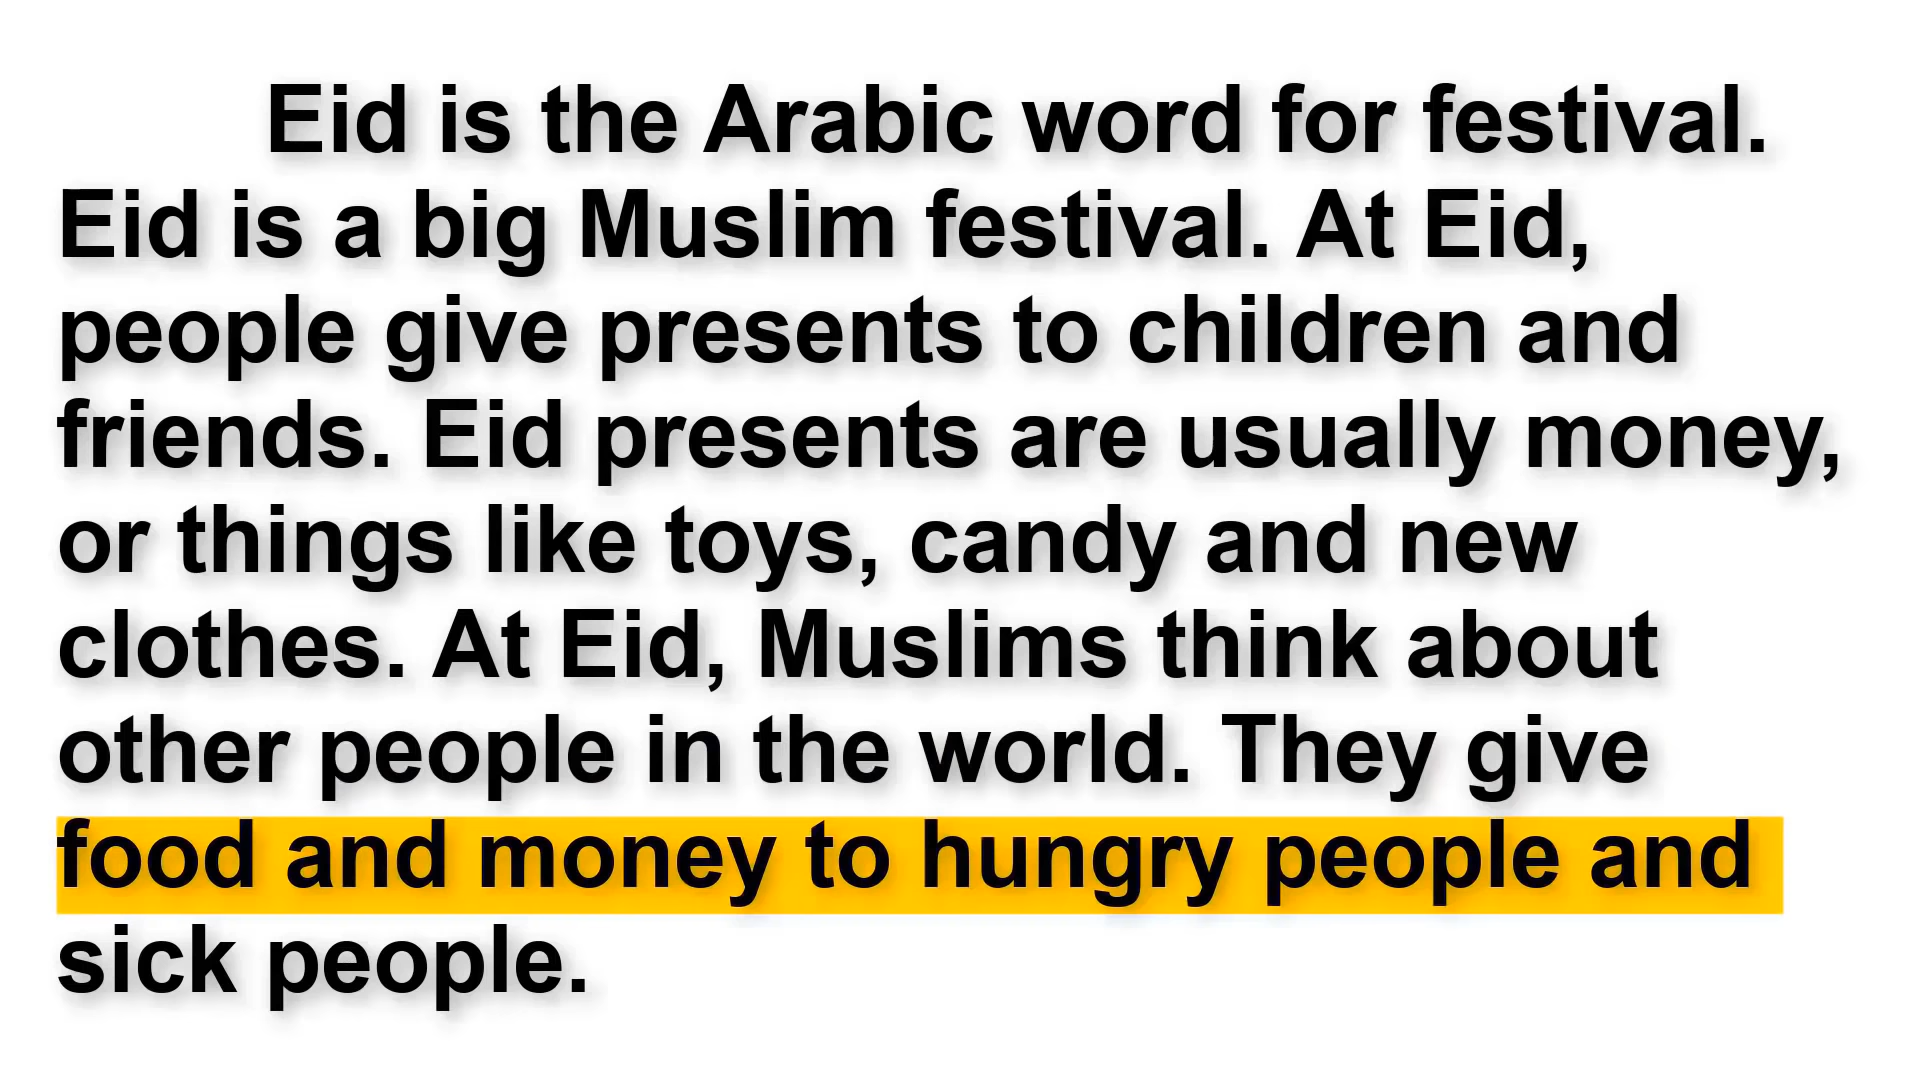 Eid is the Arabic word for festival.
Eid is a big Muslim festival. At Eid,
people give presents to children and
friends. Eid presents are usually money,
or things like toys, candy and new
clothes. At Eid, Muslims think about
other people in the world. They give
food and money to hungry people and
sick people.